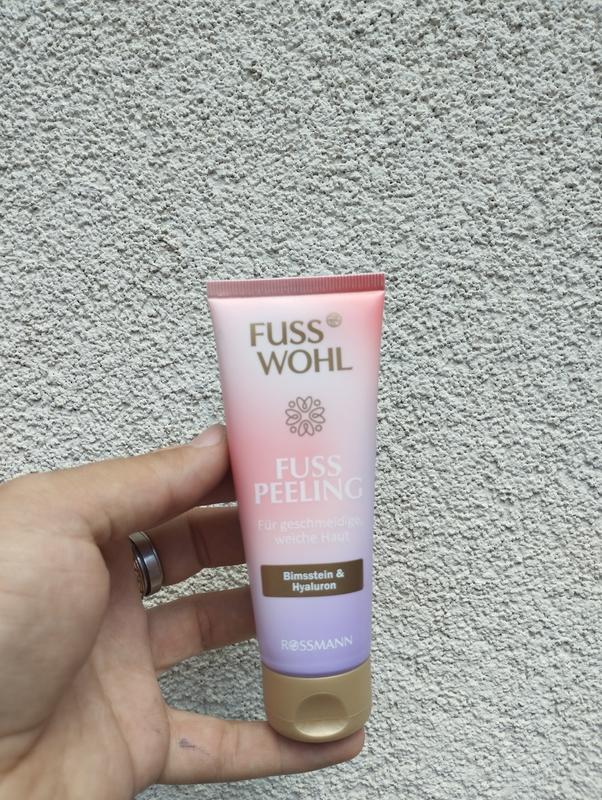 FUSS
WOHL
FUSS
PEELING
Für geschmeidige,
weiche Haut
Bimsstein &
Hyaluron
ROSSMANN